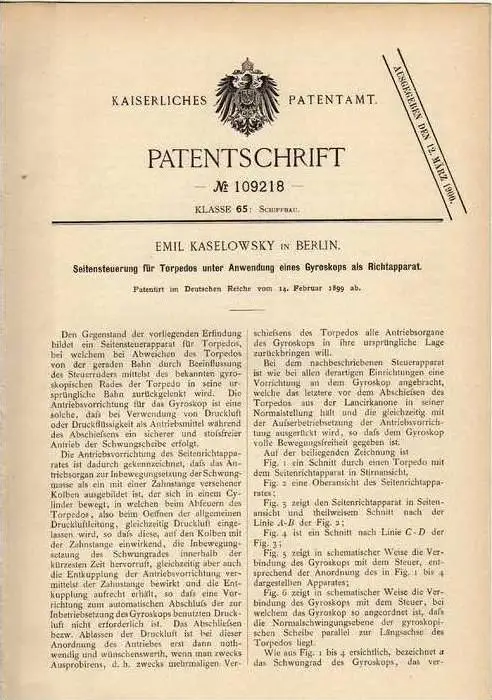 KAISERLICHES PATENTAMT.
AUSGEGEBEN DEN 12. MÄRZ 1900.
PATENTSCHRIFT
— № 109218 —
KLASSE 65: SCHIFFBAU.
EMIL KASELOWSKY IN BERLIN.
Seitensteuerung für Torpedos unter Anwendung eines Gyroskops als Richtapparat.
Patentirt im Deutschen Reiche vom 14. Februar 1899 ab.
Den Gegenstand der vorliegenden Erfindung
bildet ein Seitensteuerapparat für Torpedos,
bei welchem bei Abweichen des Torpedos
von der geraden Bahn durch Beeinflussung
des Steuerruders mittelst des bekannten gyro-
skopischen Rades der Torpedo in seine ur-
sprüngliche Bahn zurückgelenkt wird. Die
Antriebsvorrichtung für das Gyroskop ist eine
solche, daſs bei Verwendung von Druckluft
oder Druckflüssigkeit als Antriebsmittel während
des Abschieſsens ein sicherer und stoſsfreier
Antrieb der Schwungscheibe erfolgt.
Die Antriebsvorrichtung des Seitenrichtappa-
rates ist dadurch gekennzeichnet, daſs das An-
triebsorgan zur Inbewegungsetzung der Schwung-
masse als ein mit einer Zahnstange versehener
Kolben ausgebildet ist, der sich in einem Cy-
linder bewegt, in welchen beim Abfeuern des
Torpedos, also beim Oeffnen der allgemeinen
Druckluftleitung, gleichzeitig Druckluft eingelassen
wird, so daſs diese, auf den Kolben mit
der Zahnstange einwirkend, die Inbewegung-
setzung des Schwungrades innerhalb der
kürzesten Zeit hervorruft, gleichzeitig aber auch
die Entkupplung der Antriebsvorrichtung ver-
mittelst der Zahnstange bewirkt und die Ent-
kupplung aufrecht erhält, so daſs eine Vor-
richtung zum automatischen Abschluſs der zur
Inbetriebsetzung des Gyroskops benutzten Druck-
luft nicht erforderlich ist. Das Abschlieſsen
bezw. Ablassen der Druckluft ist bei dieser
Anordnung des Antriebes erst dann noth-
wendig und wünschenswerth, wenn man zwecks
Ausprobirens, d. h. zwecks mehrmaligen Ver-
schieſsens des Torpedos alle Antriebsorgane
des Gyroskops in ihre ursprüngliche Lage
zurückbringen will.
Bei dem nachbeschriebenen Steuerapparat
ist wie bei allen derartigen Einrichtungen eine
Vorrichtung an dem Gyroskop angebracht,
welche das letztere vor dem Abschieſsen des
Torpedos aus der Lancirkanone in seiner
Normalstellung hält und die gleichzeitig mit
der Auſserbetriebsetzung der Antriebsvorrich-
tung ausgerückt wird, so daſs dem Gyroskop
volle Bewegungsfreiheit gegeben ist.
Auf der beiliegenden Zeichnung ist
Fig. 1 ein Schnitt durch einen Torpedo mit
dem Seitenrichtapparat in Stirnansicht,
Fig. 2 eine Oberansicht des Seitenrichtappa-
rates;
Fig. 3 zeigt den Seitenrichtapparat in Seiten-
ansicht und theilweisem Schnitt nach der
Linie A-B der Fig. 2;
Fig. 4 ist ein Schnitt nach Linie C-D der
Fig. 3;
Fig. 5 zeigt in schematischer Weise die Ver-
bindung des Gyroskops mit dem Steuer, ent-
sprechend der Anordnung des in Fig. 1 bis 4
dargestellten Apparates;
Fig. 6 zeigt in schematischer Weise die Ver-
bindung des Gyroskops mit dem Steuer, bei
welchem das Gyroskop so angeordnet ist, daſs
die Normalschwingungsebene der gyroskopi-
schen Scheibe parallel zur Längsachse des
Torpedos liegt.
Wie aus Fig. 1 bis 4 ersichtlich, bezeichnet a
das Schwungrad des Gyroskops, das ver-